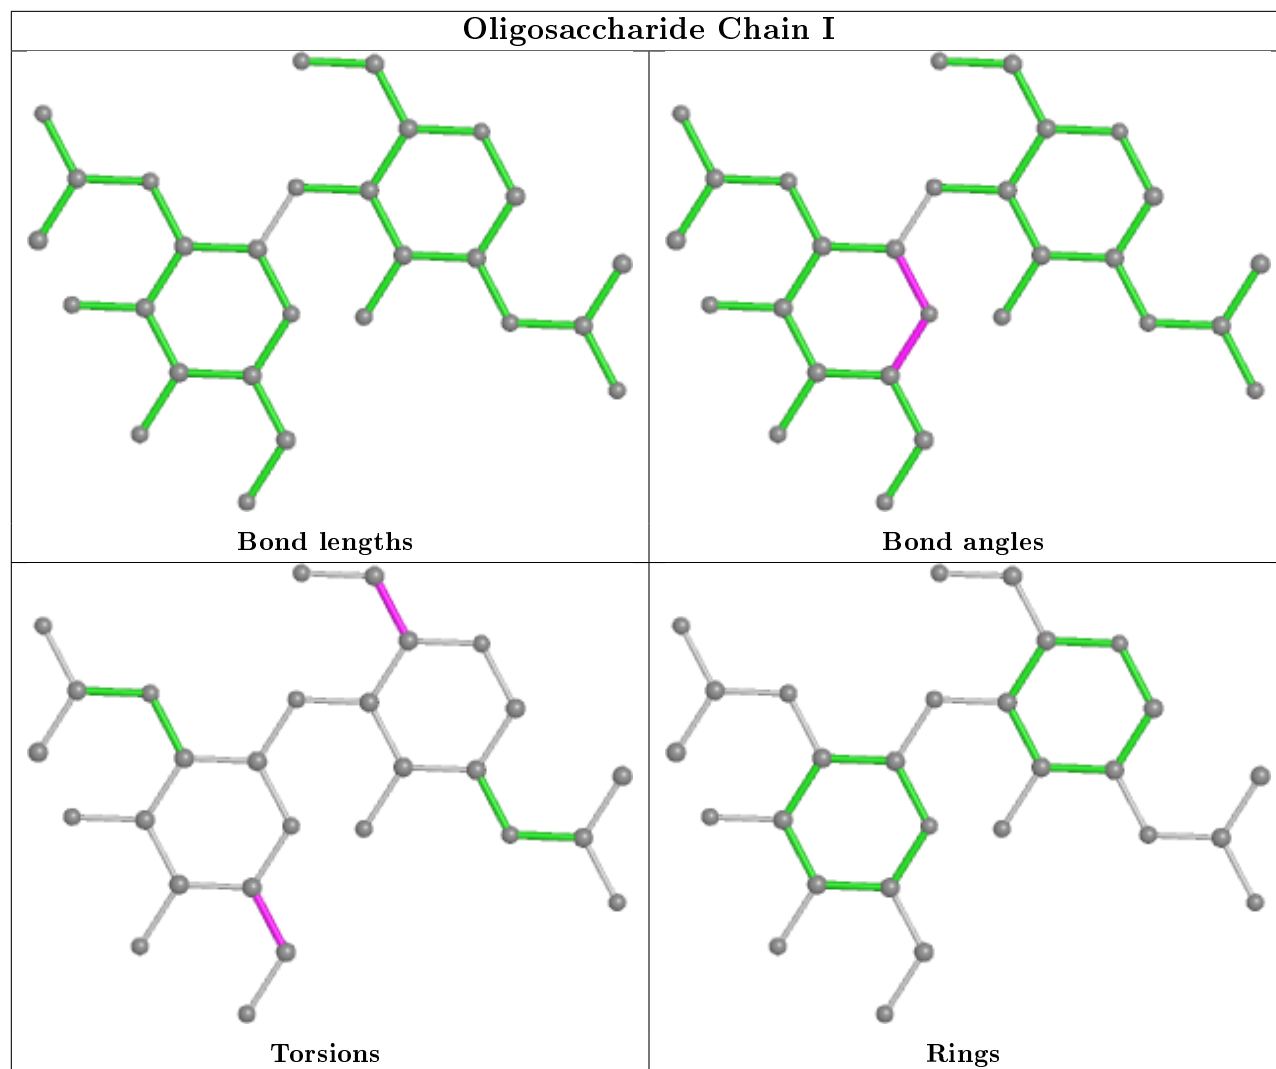 Oligosaccharide Chain I
Bond lengths
Bond angles
Torsions
Rings